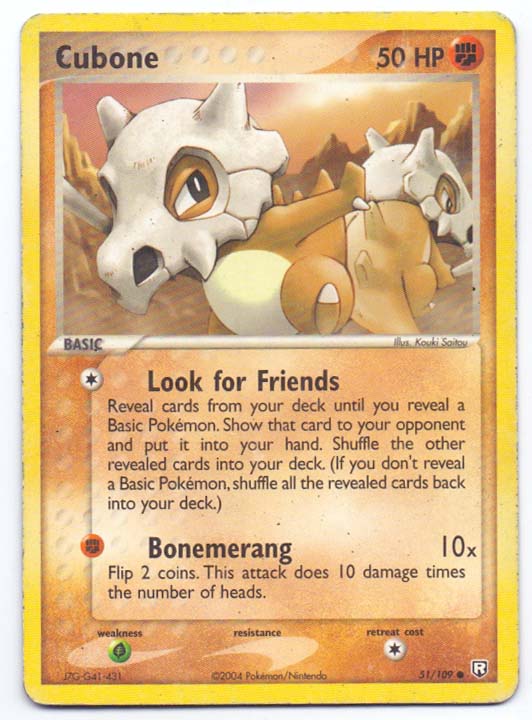 Cubone 50 HP
BASIC Illus. Kouki Saitou
Look for Friends
Reveal cards from your deck until you reveal a
Basic Pokémon. Show that card to your opponent
and put it into your hand. Shuffle the other
revealed cards into your deck. (If you don't reveal
a Basic Pokémon, shuffle all the revealed cards back
into your deck.)
Bonemerang 10x
Flip 2 coins. This attack does 10 damage times
the number of heads.
weakness resistance retreat cost
J7G-G41-431 ©2004 Pokémon/Nintendo 51/109 ● R